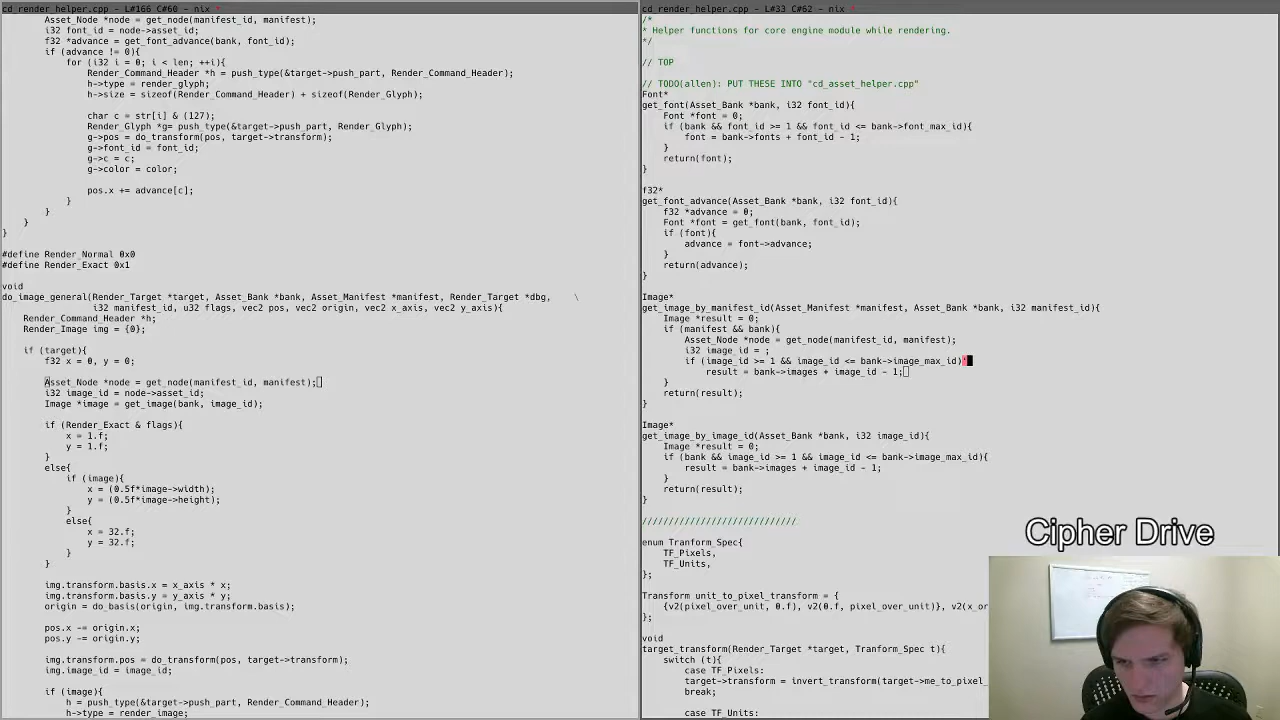 cd_render_helper.cpp - L#166 C#60 - nix *
Asset_Node *node = get_node(manifest_id, manifest);
i32 font_id = node->asset_id;
f32 *advance = get_font_advance(bank, font_id);
if (advance != 0){
for (i32 i = 0; i < len; ++i){
Render_Command_Header *h = push_type(&target->push_part, Render_Command_Header);
h->type = render_glyph;
h->size = sizeof(Render_Command_Header) + sizeof(Render_Glyph);
char c = str[i] & (127);
Render_Glyph *g= push_type(&target->push_part, Render_Glyph);
g->pos = do_transform(pos, target->transform);
g->font_id = font_id;
g->c = c;
g->color = color;
pos.x += advance[c];
}
}
}
}
#define Render_Normal 0x0
#define Render_Exact 0x1
void
do_image_general(Render_Target *target, Asset_Bank *bank, Asset_Manifest *manifest, Render_Target *dbg, \
i32 manifest_id, u32 flags, vec2 pos, vec2 origin, vec2 x_axis, vec2 y_axis){
Render_Command_Header *h;
Render_Image img = {0};
if (target){
f32 x = 0, y = 0;
Asset_Node *node = get_node(manifest_id, manifest);
i32 image_id = node->asset_id;
Image *image = get_image(bank, image_id);
if (Render_Exact & flags){
x = 1.f;
y = 1.f;
}
else{
if (image){
x = (0.5f*image->width);
y = (0.5f*image->height);
}
else{
x = 32.f;
y = 32.f;
}
}
img.transform.basis.x = x_axis * x;
img.transform.basis.y = y_axis * y;
origin = do_basis(origin, img.transform.basis);
pos.x -= origin.x;
pos.y -= origin.y;
img.transform.pos = do_transform(pos, target->transform);
img.image_id = image_id;
if (image){
h = push_type(&target->push_part, Render_Command_Header);
h->type = render_image;
cd_render_helper.cpp - L#33 C#62 - nix *
/*
* Helper functions for core engine module while rendering.
*/
// TOP
// TODO(allen): PUT THESE INTO "cd_asset_helper.cpp"
Font*
get_font(Asset_Bank *bank, i32 font_id){
Font *font = 0;
if (bank && font_id >= 1 && font_id <= bank->font_max_id){
font = bank->fonts + font_id - 1;
}
return(font);
}
f32*
get_font_advance(Asset_Bank *bank, i32 font_id){
f32 *advance = 0;
Font *font = get_font(bank, font_id);
if (font){
advance = font->advance;
}
return(advance);
}
Image*
get_image_by_manifest_id(Asset_Manifest *manifest, Asset_Bank *bank, i32 manifest_id){
Image *result = 0;
if (manifest && bank){
Asset_Node *node = get_node(manifest_id, manifest);
i32 image_id = ;
if (image_id >= 1 && image_id <= bank->image_max_id)
result = bank->images + image_id - 1;
}
return(result);
}
Image*
get_image_by_image_id(Asset_Bank *bank, i32 image_id){
Image *result = 0;
if (bank && image_id >= 1 && image_id <= bank->image_max_id){
result = bank->images + image_id - 1;
}
return(result);
}
/////////////////////////////
enum Tranform_Spec{
TF_Pixels,
TF_Units,
};
Transform unit_to_pixel_transform = {
{v2(pixel_over_unit, 0.f), v2(0.f, pixel_over_unit)}, v2(x_or
};
void
target_transform(Render_Target *target, Tranform_Spec t){
switch (t){
case TF_Pixels:
target->transform = invert_transform(target->me_to_pixel_
break;
case TF_Units:
Cipher Drive